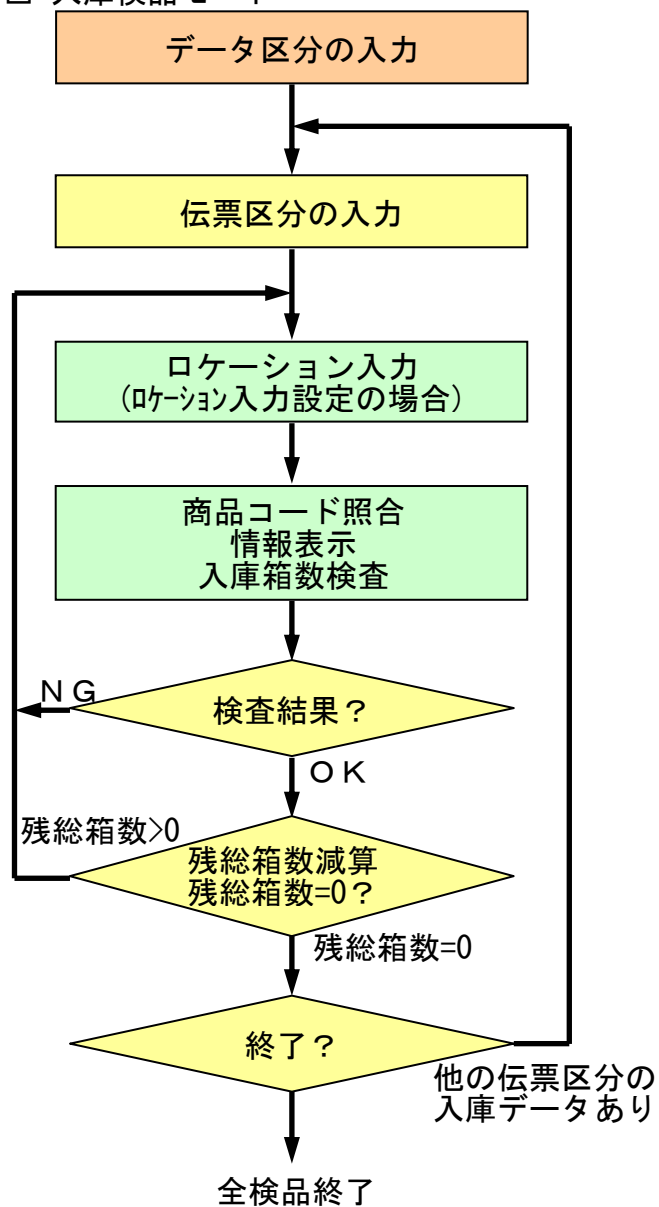 データ区分の入力
伝票区分の入力
ロケーション入力
(ﾛｹｰｼｮﾝ入力設定の場合)
商品コード照合
情報表示
入庫箱数検査
ＮＧ
検査結果？
ＯＫ
残総箱数>0
残総箱数減算
残総箱数=0？
残総箱数=0
終了？
他の伝票区分の
入庫データあり
全検品終了